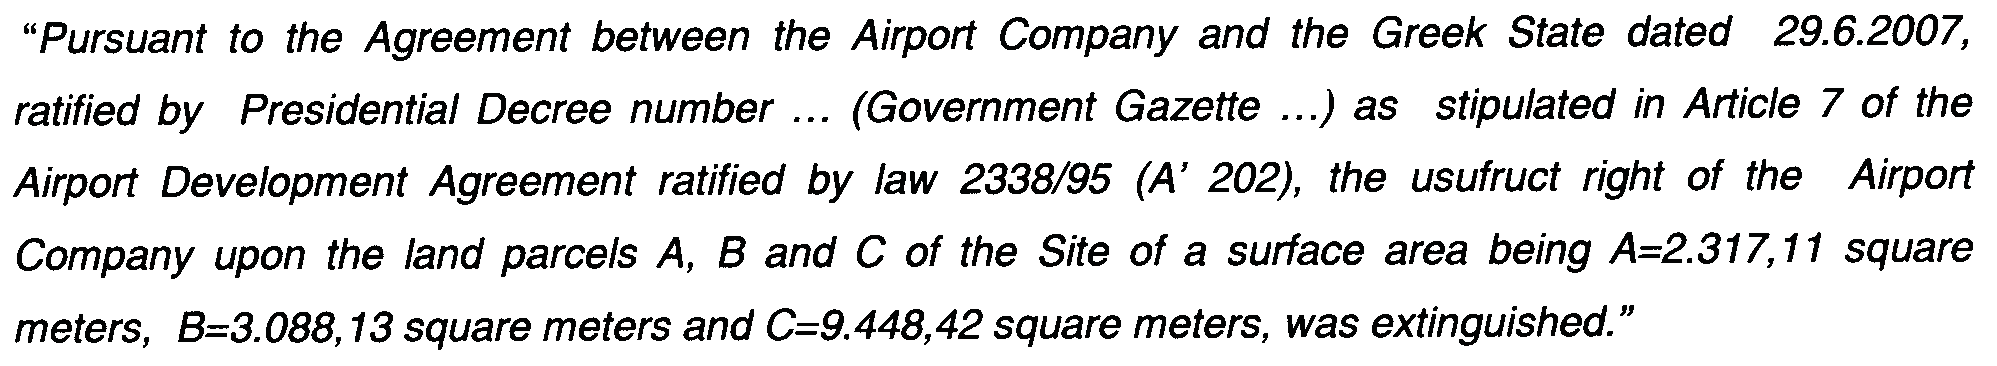 “Pursuant to the Agreement between the Airport Company and the Greek State dated 29.6.2007,
ratified by Presidential Decree number ... (Government Gazette ...) as stipulated in Article 7 of the
Airport Development Agreement ratified by law 2338/95 (A’ 202), the usufruct right of the Airport
Company upon the land parcels A, B and C of the Site of a surface area being A=2.317,11 square
meters, B=3.088,13 square meters and C=9.448,42 square meters, was extinguished.”